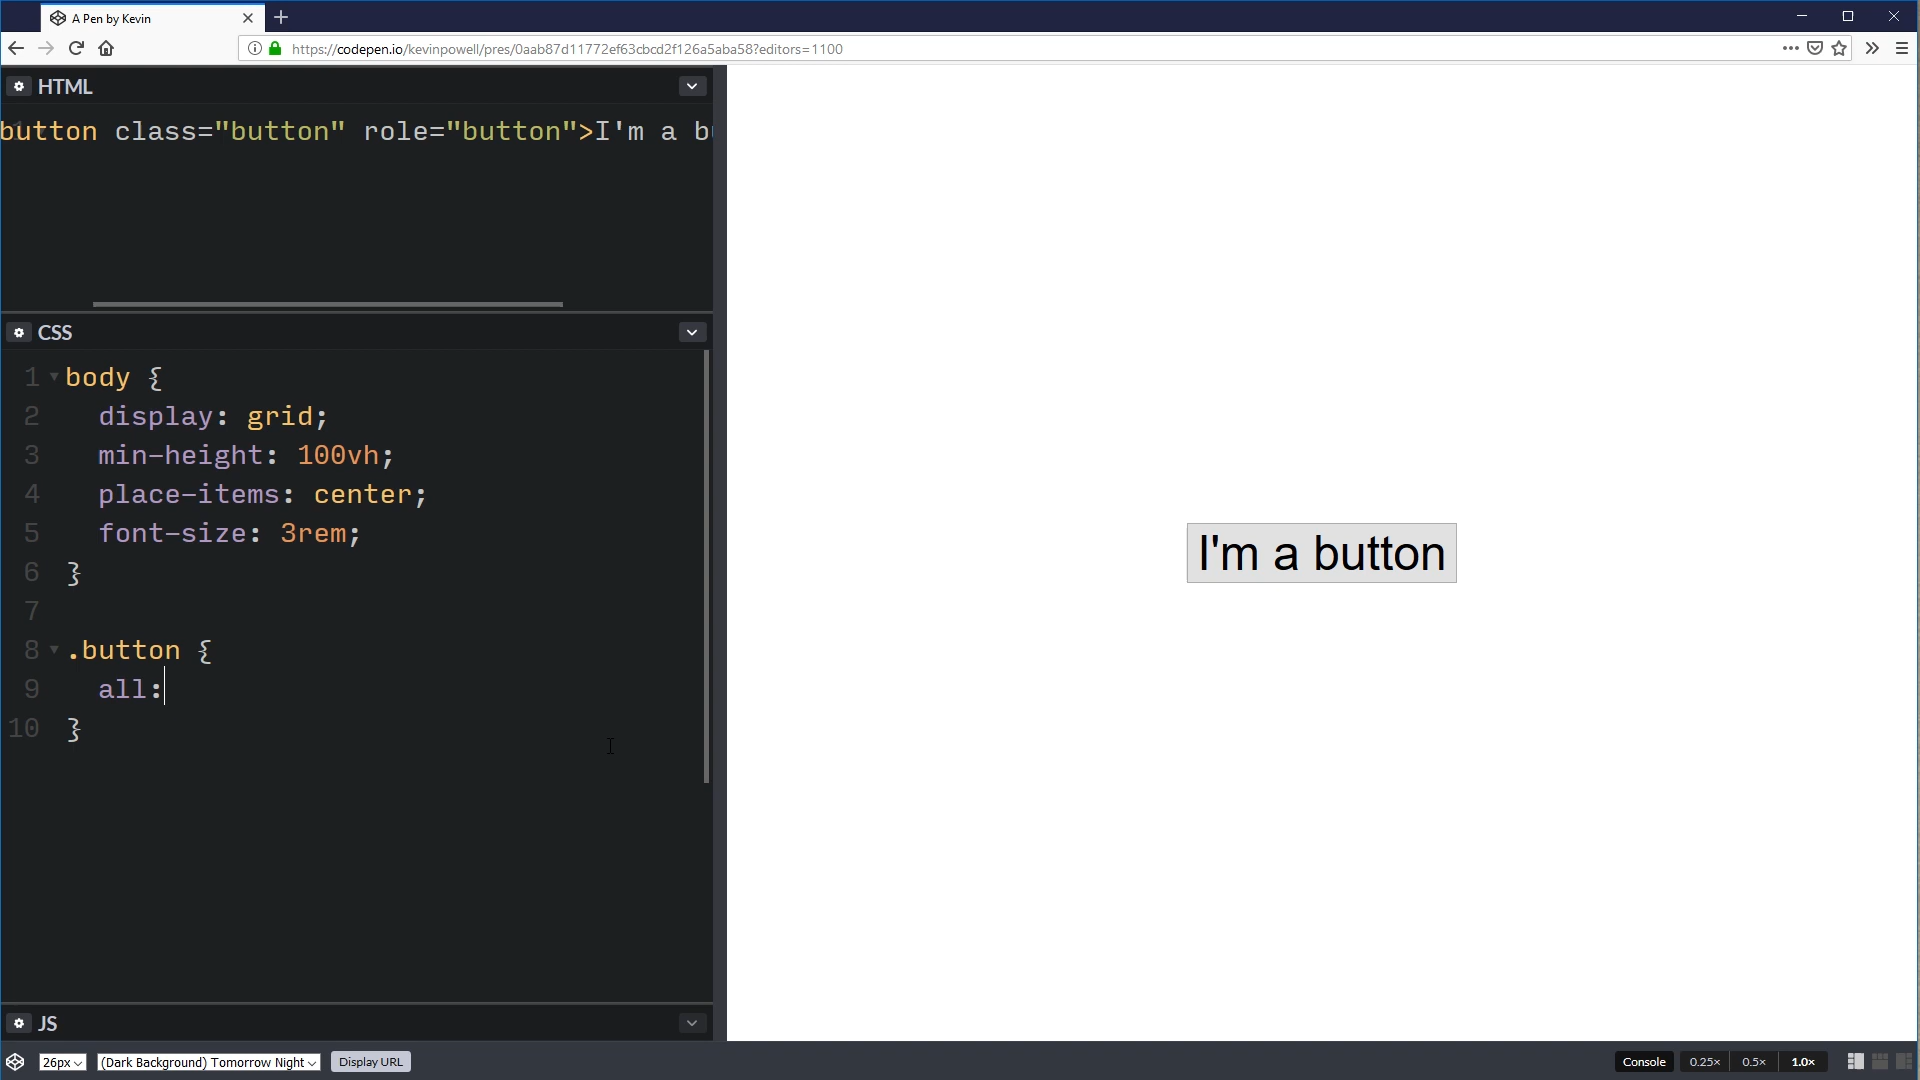 A Pen by Kevin
https://codepen.io/kevinpowell/pres/0aab87d11772ef63cbcd2f126a5aba58?editors=1100
HTML
button class="button" role="button">I'm a b
CSS
1 body {
2 display: grid;
3 min-height: 100vh;
4 place-items: center;
5 font-size: 3rem;
6 }
7
8 .button {
9 all:
10 }
I'm a button
JS
26px (Dark Background) Tomorrow Night Display URL Console 0.25× 0.5× 1.0×